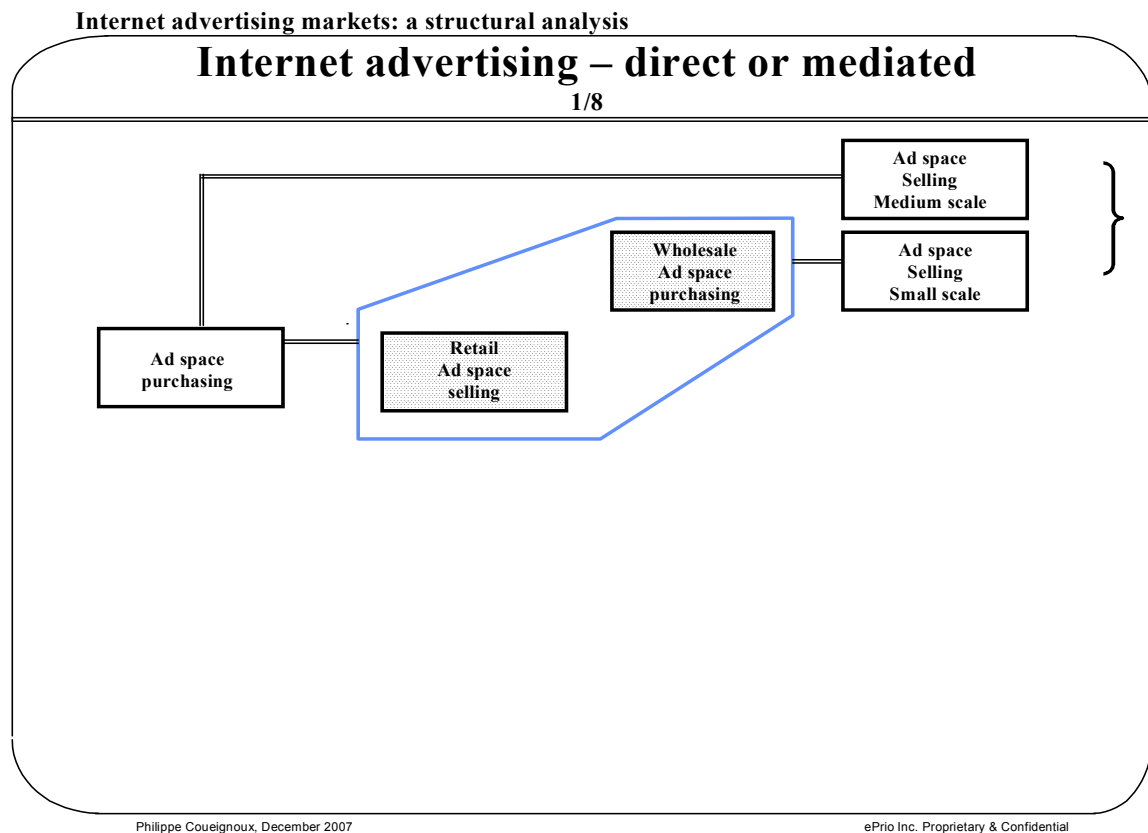 Internet advertising markets: a structural analysis
Internet advertising – direct or mediated
1/8
Ad space
Selling
Medium scale
Wholesale
Ad space
purchasing
Ad space
Selling
Small scale
Ad space
purchasing
Retail
Ad space
selling
Philippe Coueignoux, December 2007
ePrio Inc. Proprietary & Confidential